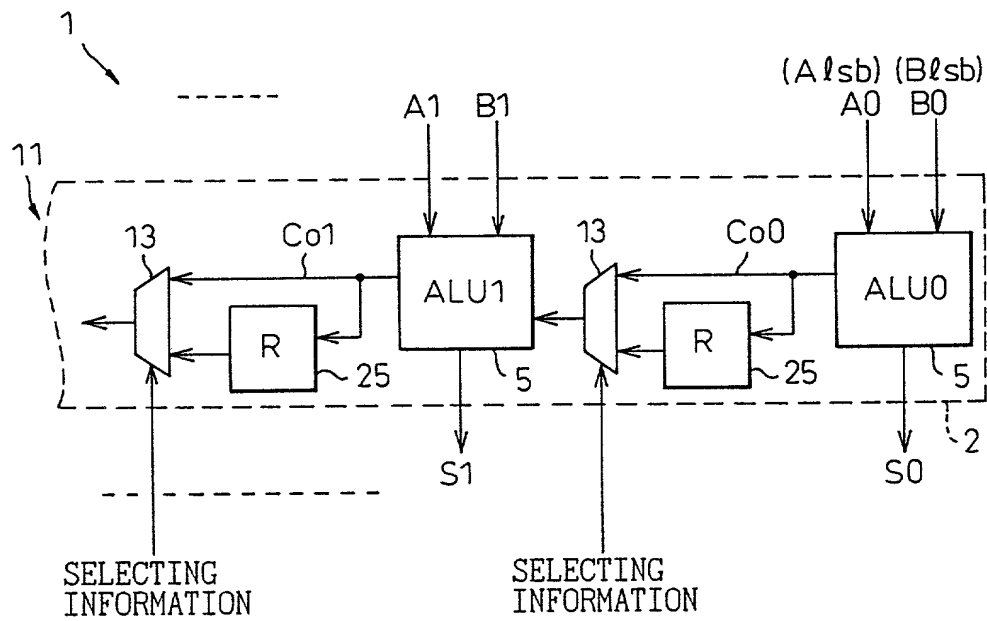 1
(Alsb) (Blsb)
A1 B1 A0 B0
11
13 Co1 13 Co0
ALU1 ALU0
R R
25 5 25 5
2
S1 S0
SELECTING
INFORMATION
SELECTING
INFORMATION